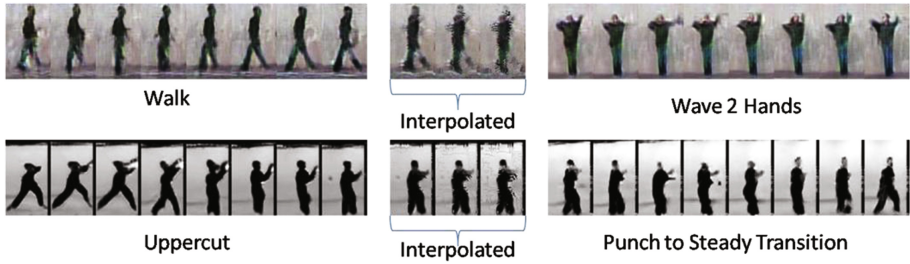 Walk
Interpolated
Wave 2 Hands
Uppercut
Interpolated
Punch to Steady Transition